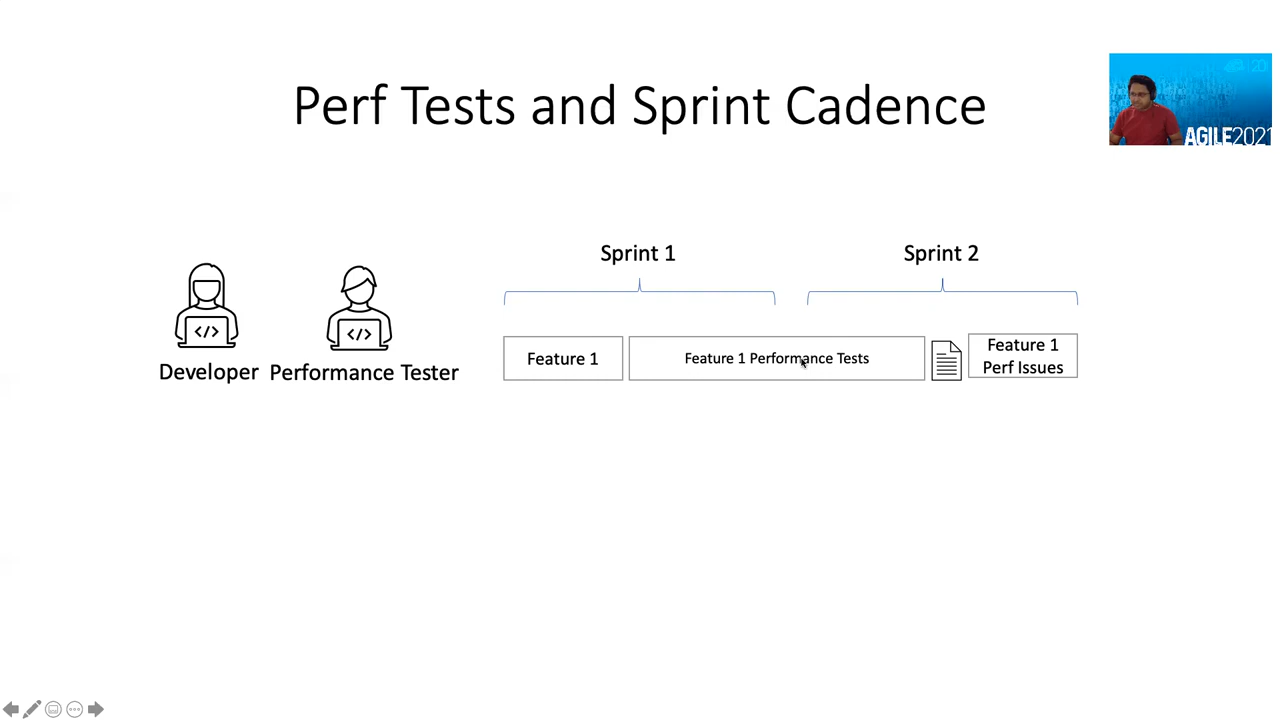 Perf Tests and Sprint Cadence
AGILE2021
Sprint 1
Sprint 2
</>
</>
Developer
Performance Tester
Feature 1
Feature 1 Performance Tests
Feature 1
Perf Issues